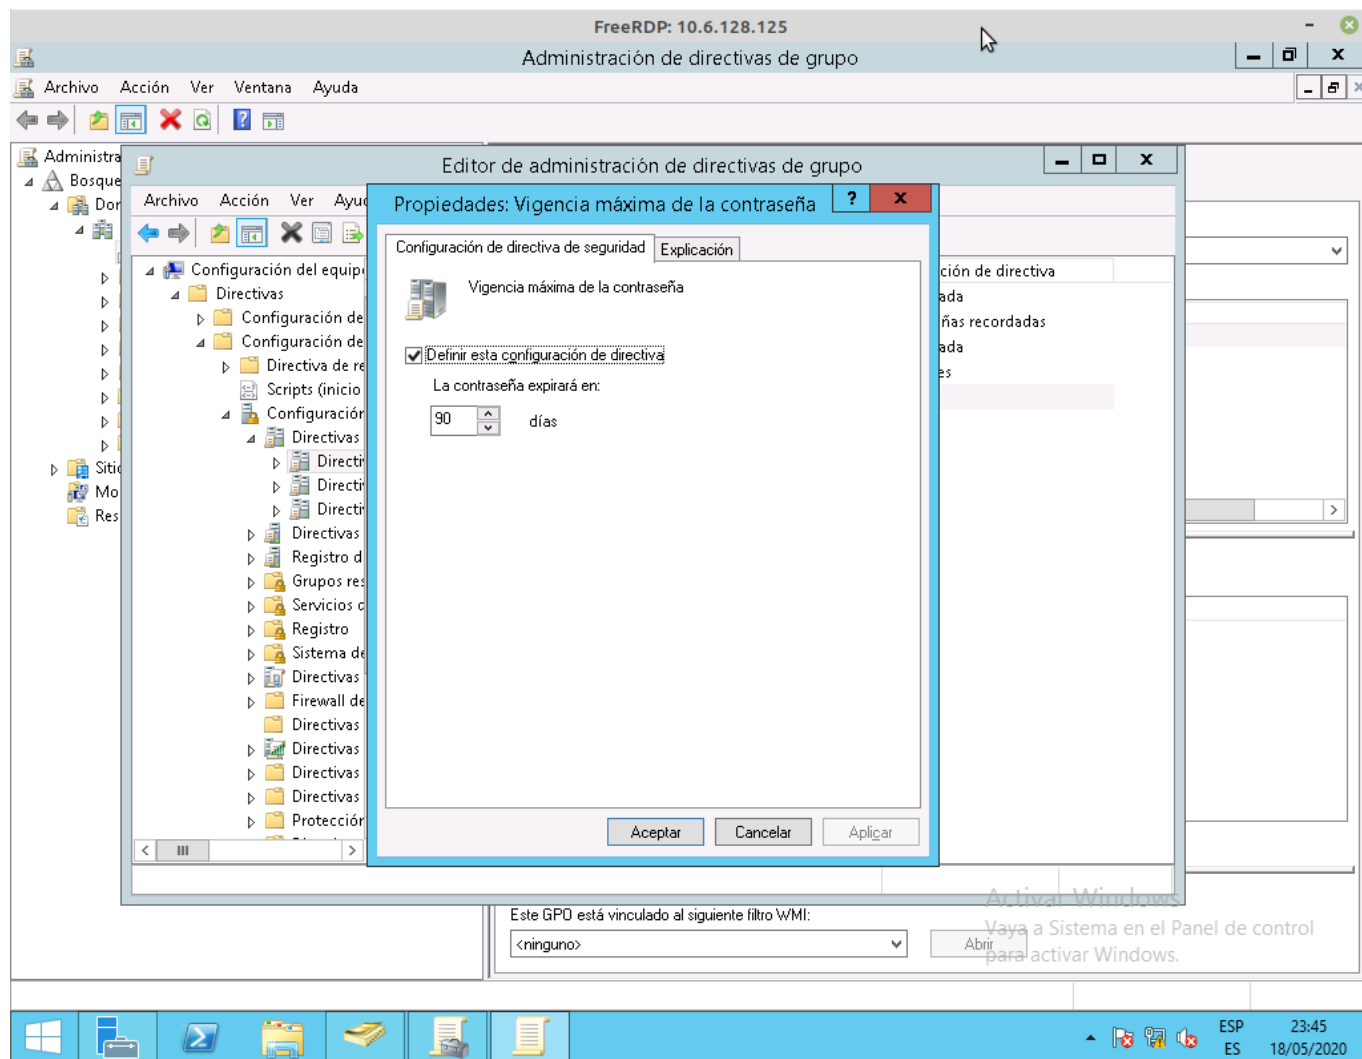 FreeRDP: 10.6.128.125
Administración de directivas de grupo
Archivo Acción Ver Ventana Ayuda
Administra
Bosque
Dor
Sitio
Mo
Res
Editor de administración de directivas de grupo
Archivo Acción Ver Ayu
Configuración del equip
Directivas
Configuración de
Configuración de
Directiva de re
Scripts (inicio
Configuración
Directivas
Directi
Directi
Directi
Directivas
Registro d
Grupos res
Servicios
Registro
Sistema de
Directivas
Firewall de
Directivas
Directivas
Directivas
Directivas
Protección
ción de directiva
ada
ñas recordadas
ada
es
Propiedades: Vigencia máxima de la contraseña
Configuración de directiva de seguridad
Explicación
Vigencia máxima de la contraseña
Definir esta configuración de directiva
La contraseña expirará en:
90 días
Aceptar Cancelar Aplicar
Este GPO está vinculado al siguiente filtro WMI:
<ninguno>
Abrir
Activar Windows
Vaya a Sistema en el Panel de control
para activar Windows.
ESP
ES
23:45
18/05/2020